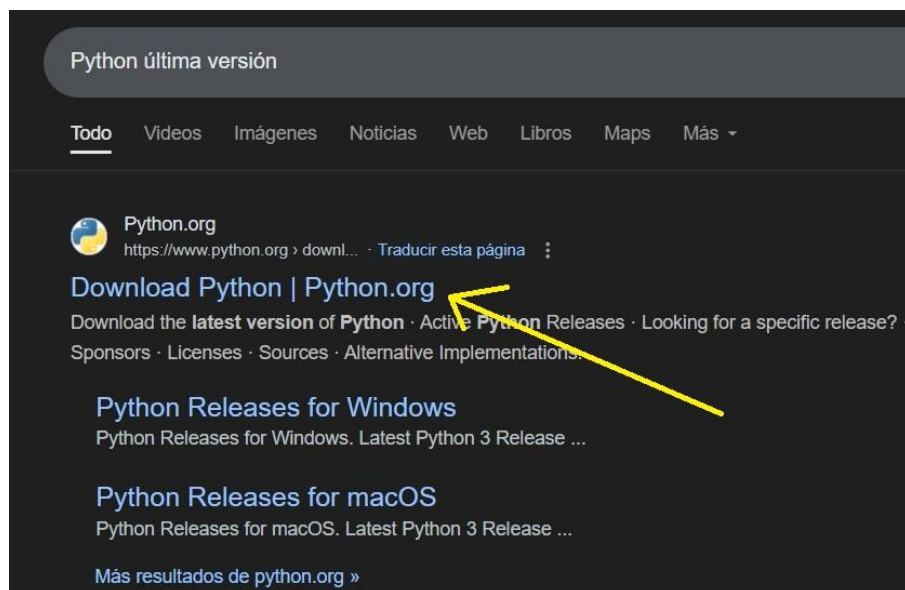 Python última versión
Todo Videos Imágenes Noticias Web Libros Maps Más
Python.org
https://www.python.org › downl... · Traducir esta página
Download Python | Python.org
Download the latest version of Python · Active Python Releases · Looking for a specific release?
Sponsors · Licenses · Sources · Alternative Implementations.
Python Releases for Windows
Python Releases for Windows. Latest Python 3 Release ...
Python Releases for macOS
Python Releases for macOS. Latest Python 3 Release ...
Más resultados de python.org »